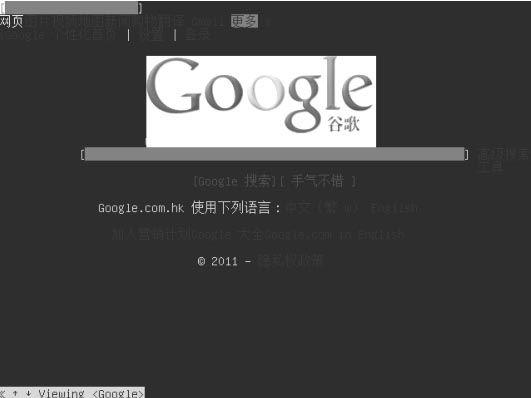 [ ]
网页 图片视频地图新闻购物翻译 Gmail 更多 »
iGoogle 个性化首页 | 设置 | 登录
Google
谷歌
[ ] 高级搜索
工具
[Google 搜索][ 手气不错 ]
Google.com.hk 使用下列语言： 中文 (繁 English
加入营销计划Google 大全Google.com in English
© 2011 - 隐私权政策
↑ ↓ Viewing <Google>